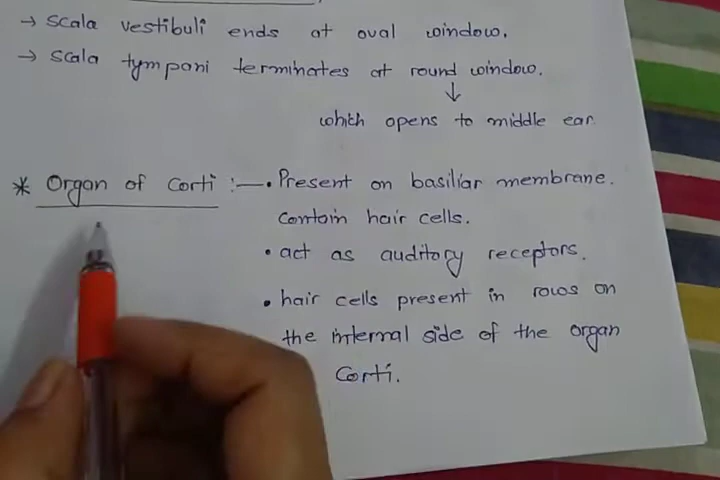 → Scala vestibuli ends at oval window.
→ Scala tympani terminates at round window.
↓
which opens to middle ear
* Organ of Corti :— • Present on basiliar membrane.
contain hair cells.
• act as auditory receptors.
• hair cells present in rows on
the internal side of the organ
Corti.